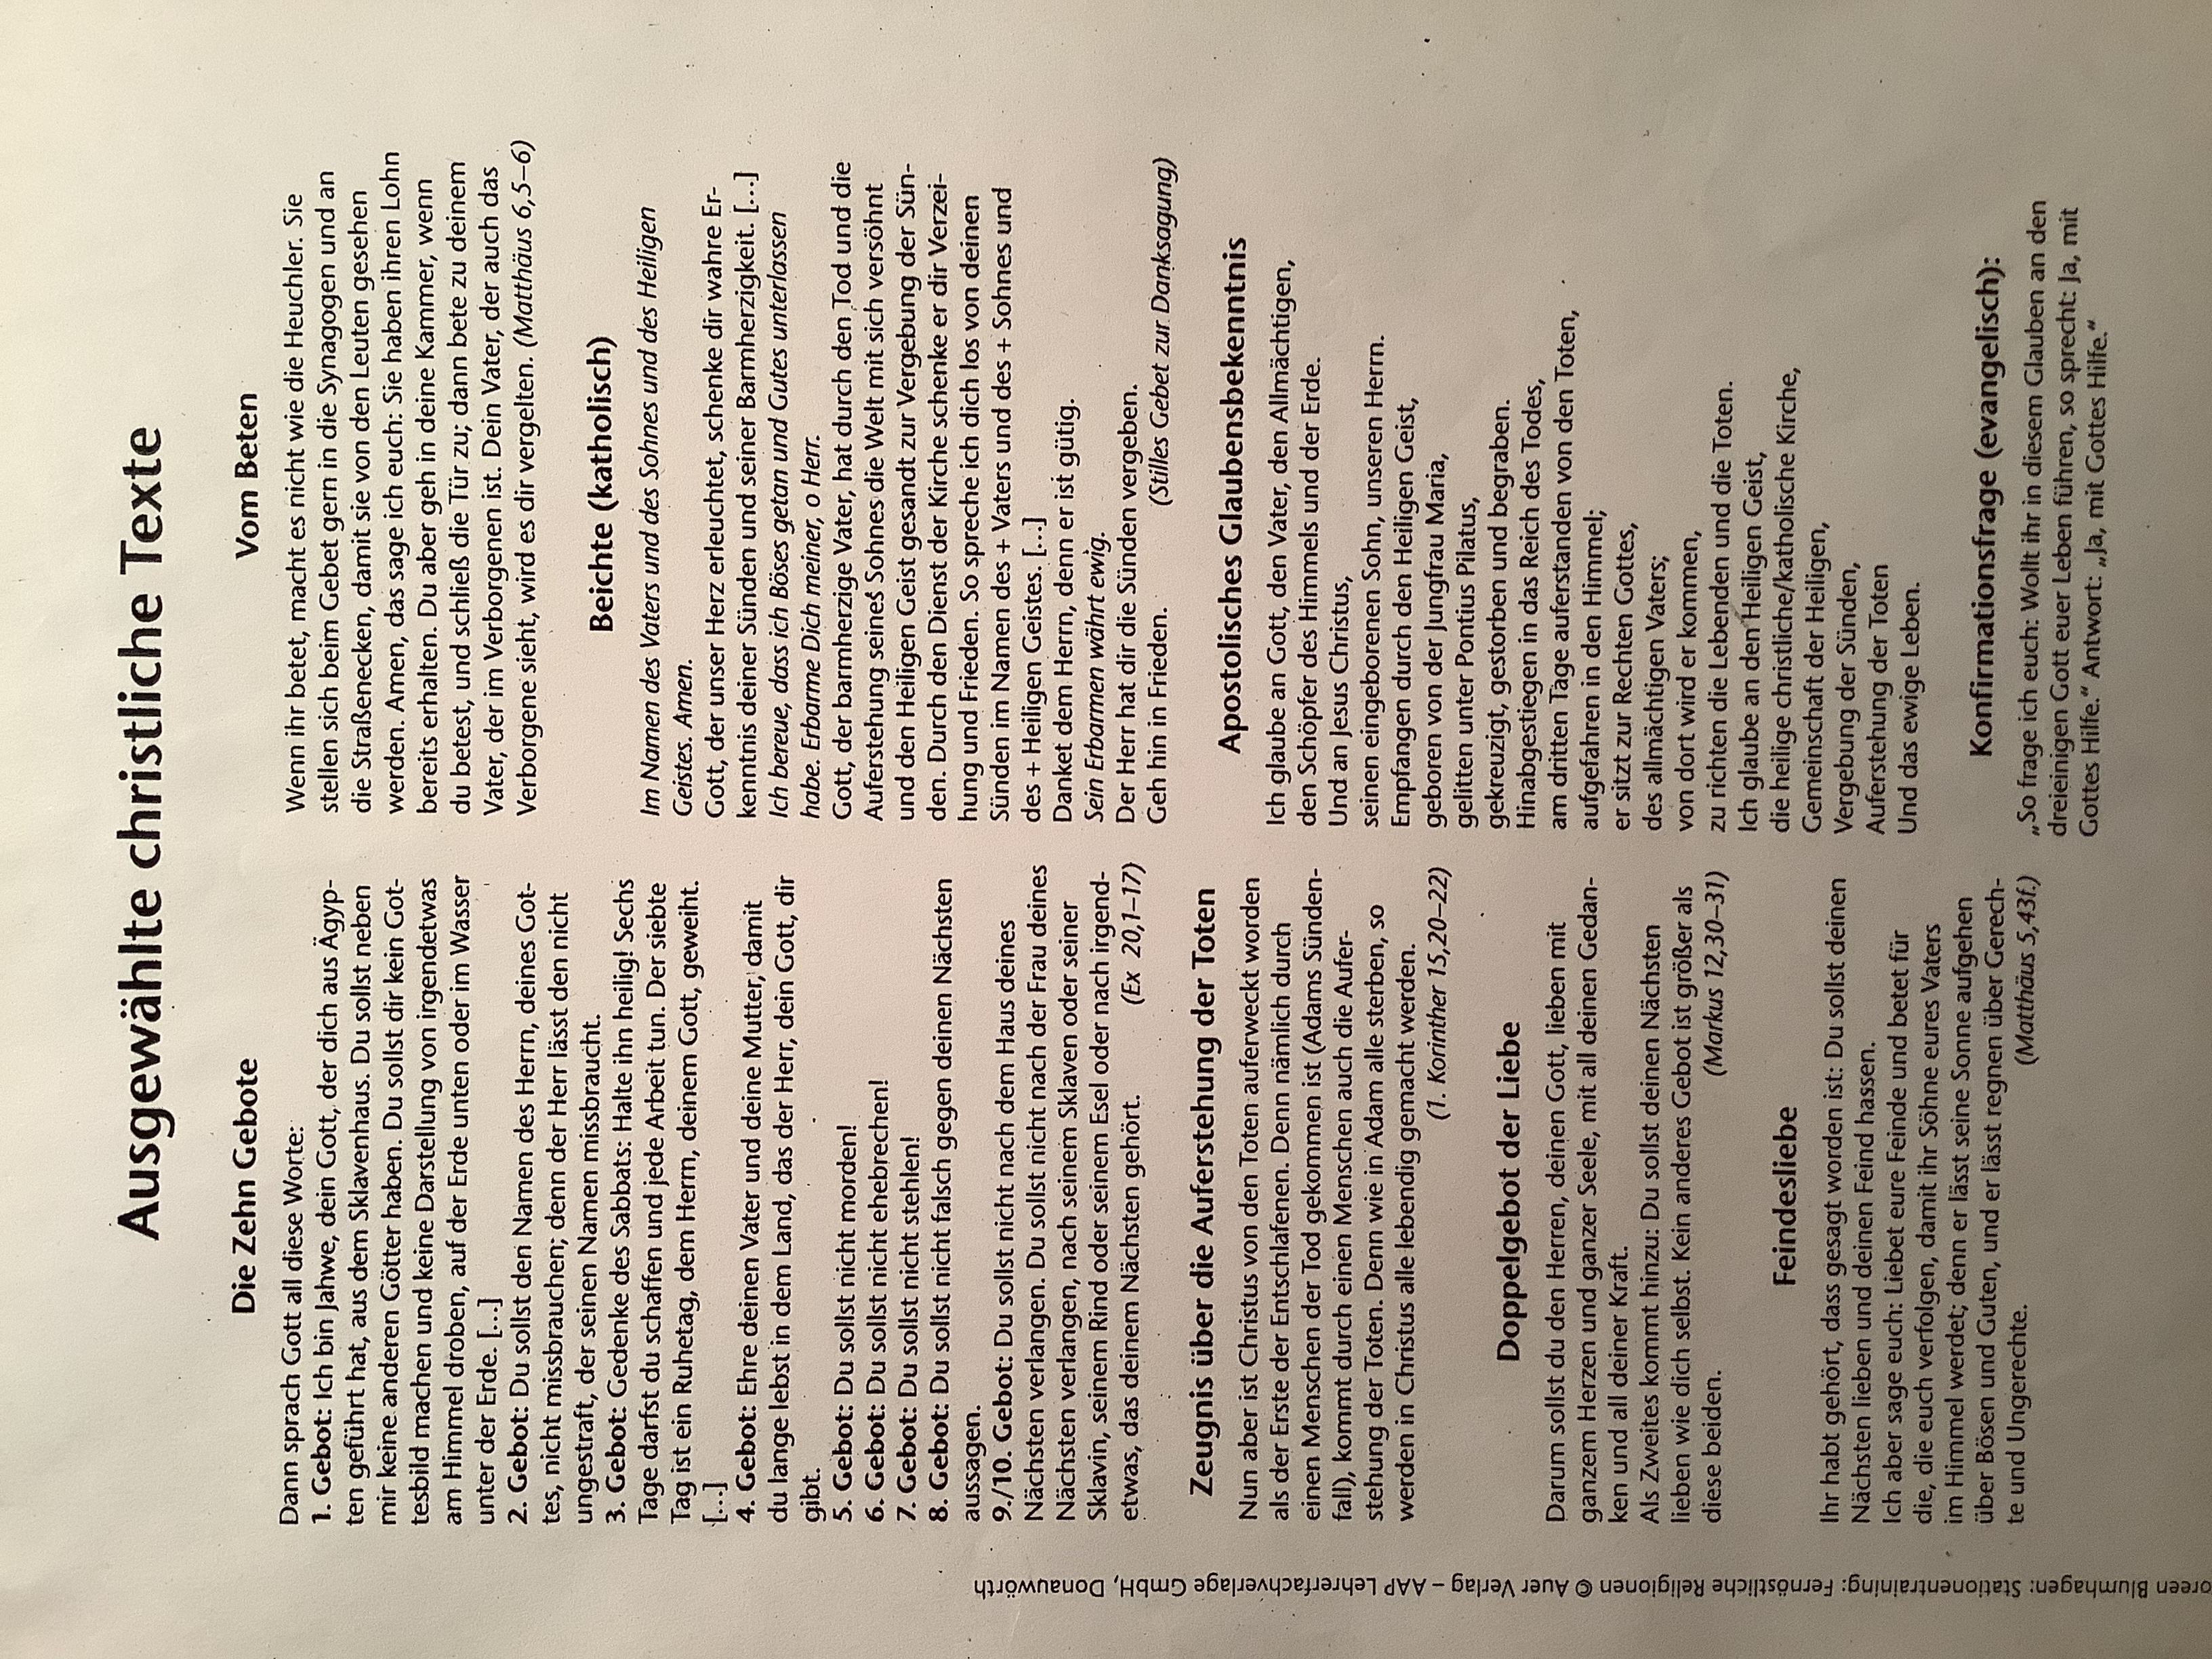 Ausgewählte christliche Texte
Die Zehn Gebote
Dann sprach Gott all diese Worte:
1. Gebot: Ich bin Jahwe, dein Gott, der dich aus Ägyp-
ten geführt hat, aus dem Sklavenhaus. Du sollst neben
mir keine anderen Götter haben. Du sollst dir kein Got-
tesbild machen und keine Darstellung von irgendetwas
am Himmel droben, auf der Erde unten oder im Wasser
unter der Erde. [...]
2. Gebot: Du sollst den Namen des Herrn, deines Got-
tes, nicht missbrauchen; denn der Herr lässt den nicht
ungestraft, der seinen Namen missbraucht.
3. Gebot: Gedenke des Sabbats: Halte ihn heilig! Sechs
Tage darfst du schaffen und jede Arbeit tun. Der siebte
Tag ist ein Ruhetag, dem Herrn, deinem Gott, geweiht.
[...]
4. Gebot: Ehre deinen Vater und deine Mutter, damit
du lange lebst in dem Land, das der Herr, dein Gott, dir
gibt.
5. Gebot: Du sollst nicht morden!
6. Gebot: Du sollst nicht ehebrechen!
7. Gebot: Du sollst nicht stehlen!
8. Gebot: Du sollst nicht falsch gegen deinen Nächsten
aussagen.
9./10. Gebot: Du sollst nicht nach dem Haus deines
Nächsten verlangen. Du sollst nicht nach der Frau deines
Nächsten verlangen, nach seinem Sklaven oder seiner
Sklavin, seinem Rind oder seinem Esel oder nach irgend-
etwas, das deinem Nächsten gehört. (Ex 20,1–17)
Zeugnis über die Auferstehung der Toten
Nun aber ist Christus von den Toten auferweckt worden
als der Erste der Entschlafenen. Denn nämlich durch
einen Menschen der Tod gekommen ist (Adams Sünden-
fall), kommt durch einen Menschen auch die Aufer-
stehung der Toten. Denn wie in Adam alle sterben, so
werden in Christus alle lebendig gemacht werden.
(1. Korinther 15,20–22)
Doppelgebot der Liebe
Darum sollst du den Herren, deinen Gott, lieben mit
ganzem Herzen und ganzer Seele, mit all deinen Gedan-
ken und all deiner Kraft.
Als Zweites kommt hinzu: Du sollst deinen Nächsten
lieben wie dich selbst. Kein anderes Gebot ist größer als
diese beiden. (Markus 12,30–31)
Feindesliebe
Ihr habt gehört, dass gesagt worden ist: Du sollst deinen
Nächsten lieben und deinen Feind hassen.
Ich aber sage euch: Liebet eure Feinde und betet für
die, die euch verfolgen, damit ihr Söhne eures Vaters
im Himmel werdet; denn er lässt seine Sonne aufgehen
über Bösen und Guten, und er lässt regnen über Gerech-
te und Ungerechte. (Matthäus 5,43f.)
Vom Beten
Wenn ihr betet, macht es nicht wie die Heuchler. Sie
stellen sich beim Gebet gern in die Synagogen und an
die Straßenecken, damit sie von den Leuten gesehen
werden. Amen, das sage ich euch: Sie haben ihren Lohn
bereits erhalten. Du aber geh in deine Kammer, wenn
du betest, und schließ die Tür zu; dann bete zu deinem
Vater, der im Verborgenen ist. Dein Vater, der auch das
Verborgene sieht, wird es dir vergelten. (Matthäus 6,5–6)
Beichte (katholisch)
Im Namen des Vaters und des Sohnes und des Heiligen
Geistes. Amen.
Gott, der unser Herz erleuchtet, schenke dir wahre Er-
kenntnis deiner Sünden und seiner Barmherzigkeit. [...]
Ich bereue, dass ich Böses getan und Gutes unterlassen
habe. Erbarme Dich meiner, o Herr.
Gott, der barmherzige Vater, hat durch den Tod und die
Auferstehung seines Sohnes die Welt mit sich versöhnt
und den Heiligen Geist gesandt zur Vergebung der Sün-
den. Durch den Dienst der Kirche schenke er dir Verzei-
hung und Frieden. So spreche ich dich los von deinen
Sünden im Namen des + Vaters und des + Sohnes und
des + Heiligen Geistes. [...]
Danket dem Herrn, denn er ist gütig.
Sein Erbarmen währt ewig.
Der Herr hat dir die Sünden vergeben.
Geh hin in Frieden. (Stilles Gebet zur Danksagung)
Apostolisches Glaubensbekenntnis
Ich glaube an Gott, den Vater, den Allmächtigen,
den Schöpfer des Himmels und der Erde.
Und an Jesus Christus,
seinen eingeborenen Sohn, unseren Herrn.
Empfangen durch den Heiligen Geist,
geboren von der Jungfrau Maria,
gelitten unter Pontius Pilatus,
gekreuzigt, gestorben und begraben.
Hinabgestiegen in das Reich des Todes,
am dritten Tage auferstanden von den Toten,
aufgefahren in den Himmel;
er sitzt zur Rechten Gottes,
des allmächtigen Vaters;
von dort wird er kommen,
zu richten die Lebenden und die Toten.
Ich glaube an den Heiligen Geist,
die heilige christliche/katholische Kirche,
Gemeinschaft der Heiligen,
Vergebung der Sünden,
Auferstehung der Toten
Und das ewige Leben.
Konfirmationsfrage (evangelisch):
„So frage ich euch: Wollt ihr in diesem Glauben an den
dreieinigen Gott euer Leben führen, so sprecht: Ja, mit
Gottes Hilfe.“ Antwort: „Ja, mit Gottes Hilfe.“
oreen Blumhagen: Stationentraining: Fernöstliche Religionen © Auer Verlag – AAP Lehrerfachverlage GmbH, Donauwörth